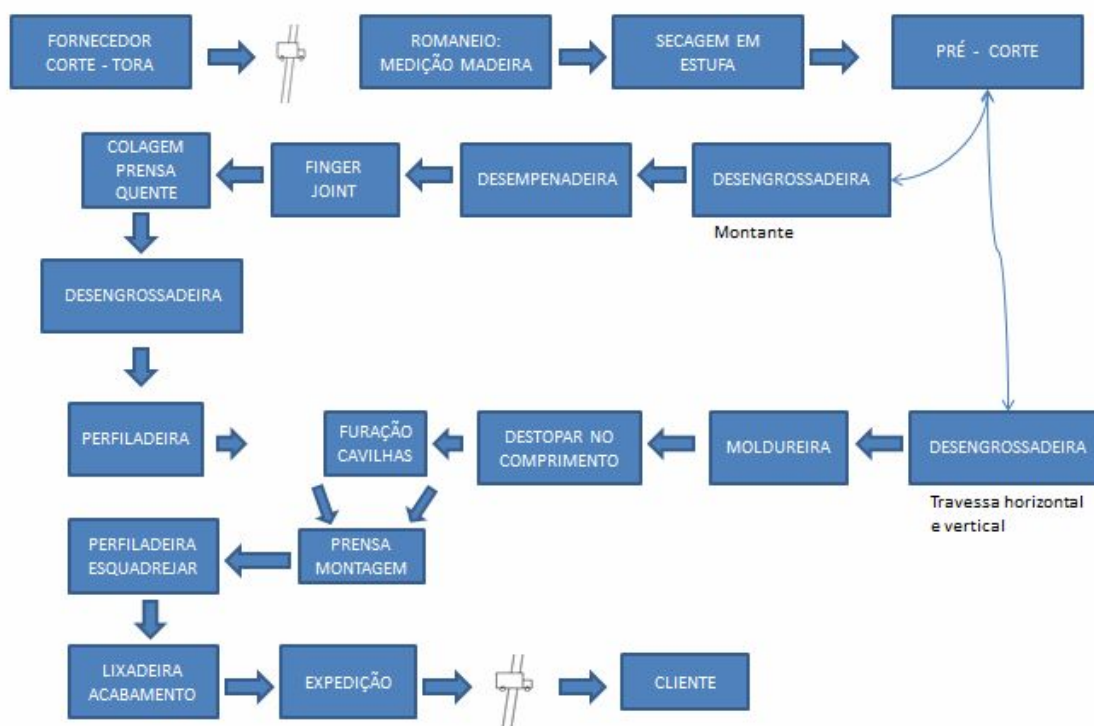 FORNECEDOR
CORTE - TORA
ROMANEIO:
MEDIÇÃO MADEIRA
SECAGEM EM
ESTUFA
PRÉ - CORTE
COLAGEM
PRENSA
QUENTE
FINGER
JOINT
DESEMPENADEIRA
DESENGROSSADEIRA
Montante
DESENGROSSADEIRA
PERFILADEIRA
FURAÇÃO
CAVILHAS
DESTOPAR NO
COMPRIMENTO
MOLDUREIRA
DESENGROSSADEIRA
Travessa horizontal
e vertical
PERFILADEIRA
ESQUADREJAR
PRENSA
MONTAGEM
LIXADEIRA
ACABAMENTO
EXPEDIÇÃO
CLIENTE